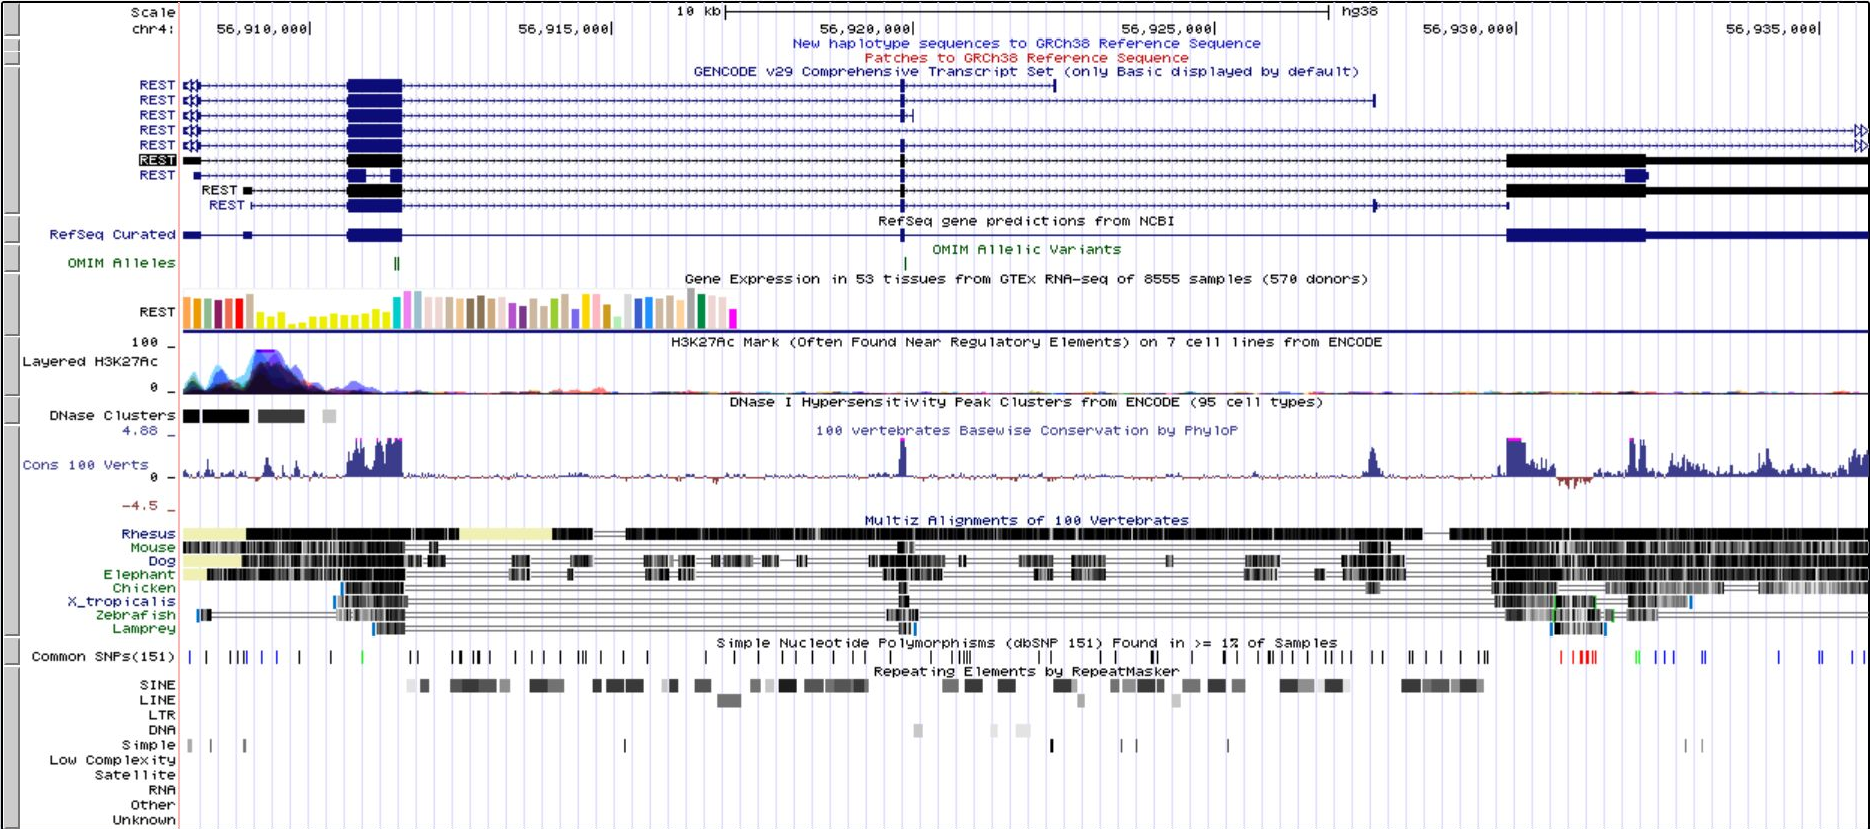 Scale 10 kb hg38
chr4: 56,910,000 56,915,000 56,920,000 56,925,000 56,930,000 56,935,000
New haplotype sequences to GRCh38 Reference Sequence
Patches to GRCh38 Reference Sequence
GENCODE v29 Comprehensive Transcript Set (only Basic displayed by default)
REST
REST
REST
REST
REST
REST
REST
REST
REST
RefSeq gene predictions from NCBI
RefSeq Curated
OMIM Allelic Variants
OMIM Alleles
Gene Expression in 53 tissues from GTEx RNA-seq of 8555 samples (570 donors)
REST
H3K27Ac Mark (Often Found Near Regulatory Elements) on 7 cell lines from ENCODE
100 _
Layered H3K27Ac
0 _
DNase I Hypersensitivity Peak Clusters from ENCODE (95 cell types)
DNase Clusters
100 vertebrates Basewise Conservation by PhyloP
4.88 _
Cons 100 Verts
0 -
-4.5 _
Multiz Alignments of 100 Vertebrates
Rhesus
Mouse
Dog
Elephant
Chicken
X_tropicalis
Zebrafish
Lamprey
Simple Nucleotide Polymorphisms (dbSNP 151) Found in >= 1% of Samples
Common SNPs(151)
Repeating Elements by RepeatMasker
SINE
LINE
LTR
DNA
Simple
Low Complexity
Satellite
RNA
Other
Unknown